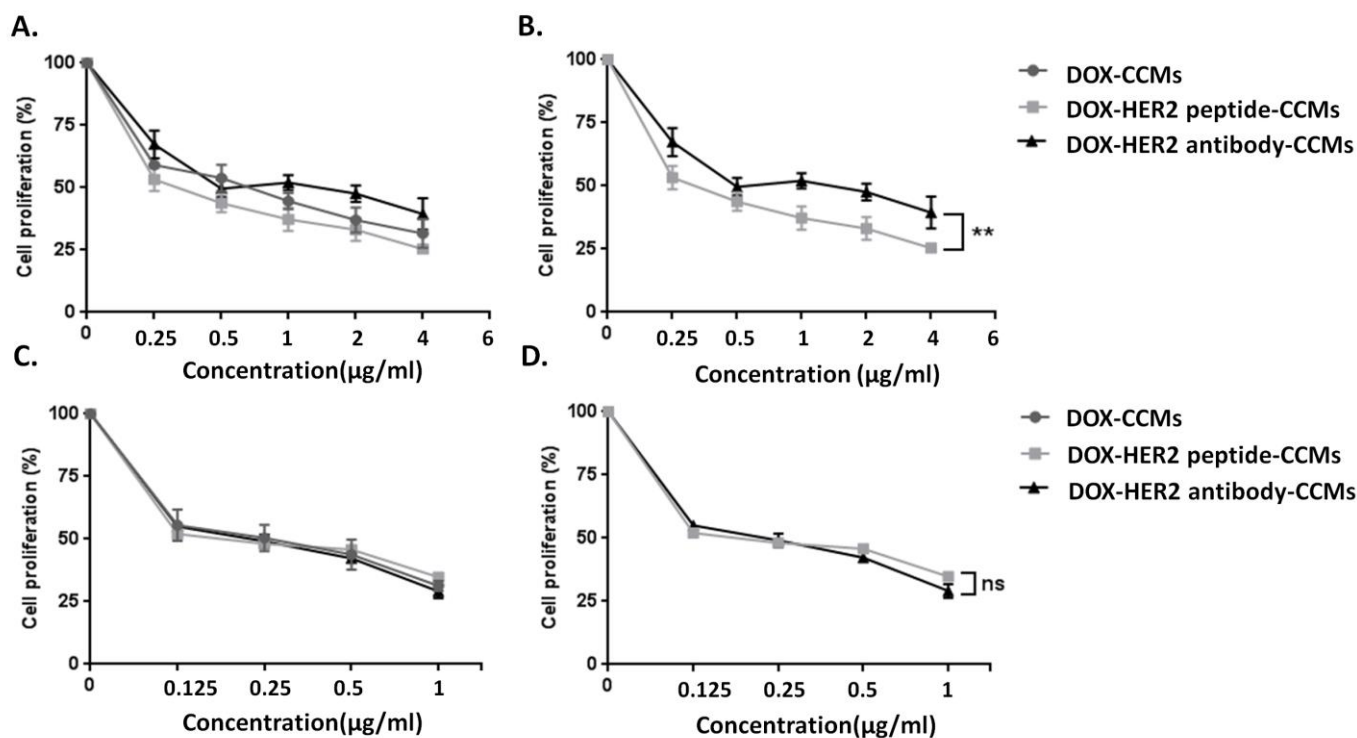 A.
Cell proliferation (%)
100
75
50
25
0
0 0.25 0.5 1 2 4 6
Concentration(μg/ml)
B.
Cell proliferation (%)
100
75
50
25
0
0 0.25 0.5 1 2 4 6
Concentration (μg/ml)
**
DOX-CCMs
DOX-HER2 peptide-CCMs
DOX-HER2 antibody-CCMs
C.
Cell proliferation (%)
100
75
50
25
0
0 0.125 0.25 0.5 1
Concentration(μg/ml)
D.
Cell proliferation (%)
100
75
50
25
0
0 0.125 0.25 0.5 1
Concentration(μg/ml)
ns
DOX-CCMs
DOX-HER2 peptide-CCMs
DOX-HER2 antibody-CCMs